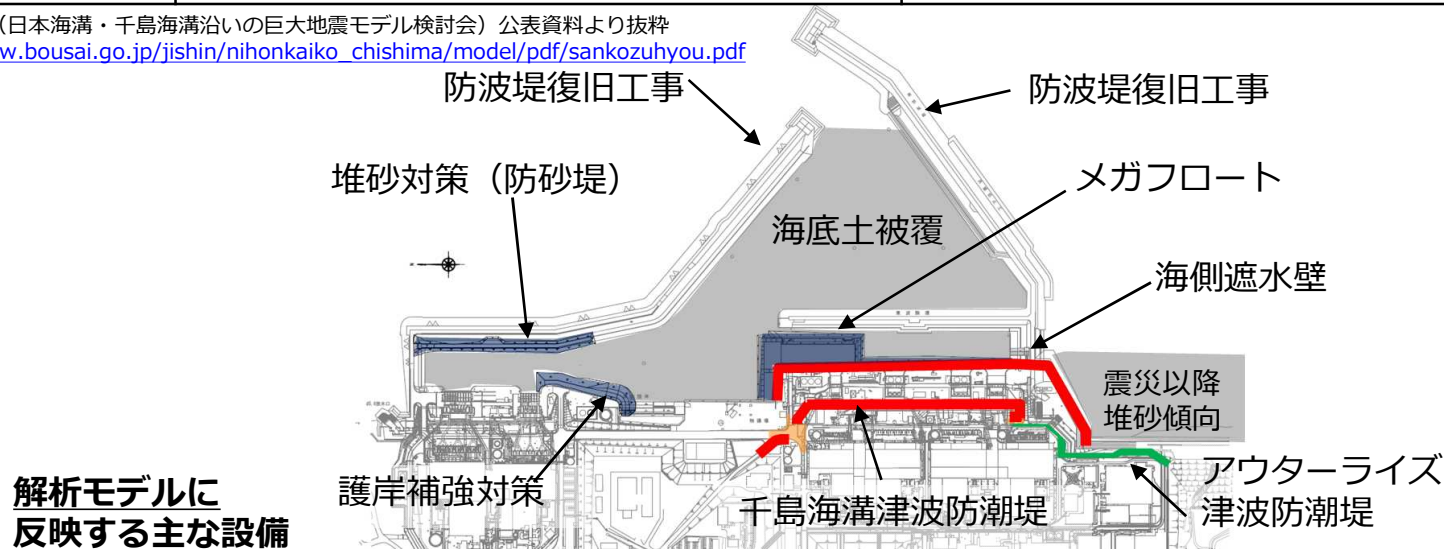 （日本海溝・千島海溝沿いの巨大地震モデル検討会）公表資料より抜粋
w.bousai.go.jp/jishin/nihonkaiko_chishima/model/pdf/sankozuhyou.pdf
防波堤復旧工事
防波堤復旧工事
堆砂対策（防砂堤）
メガフロート
海底土被覆
海側遮水壁
震災以降
堆砂傾向
解析モデルに
反映する主な設備
護岸補強対策
千島海溝津波防潮堤
アウターライズ
津波防潮堤